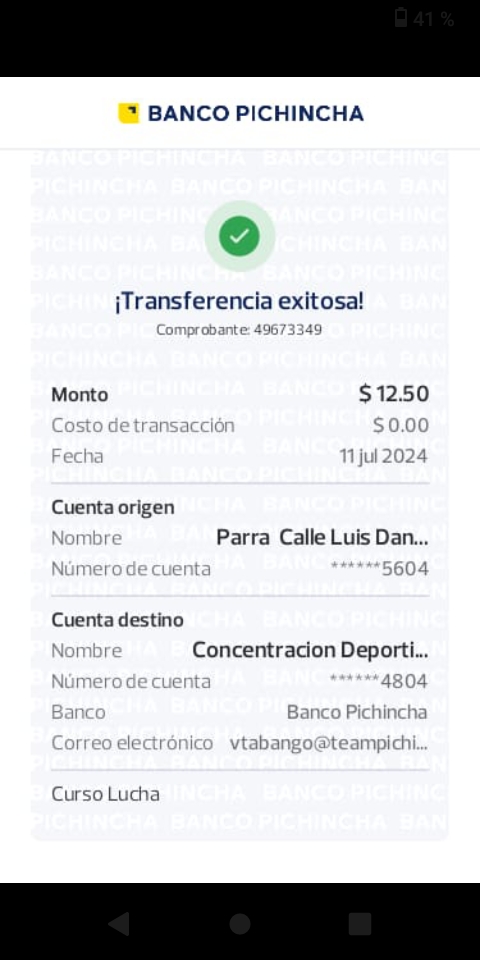 41 %
BANCO PICHINCHA
¡Transferencia exitosa!
Comprobante: 49673349
Monto $ 12.50
Costo de transacción $ 0.00
Fecha 11 jul 2024
Cuenta origen
Nombre Parra Calle Luis Dan...
Número de cuenta ******5604
Cuenta destino
Nombre Concentracion Deporti...
Número de cuenta ******4804
Banco Banco Pichincha
Correo electrónico vtabango@teampichi...
Curso Lucha